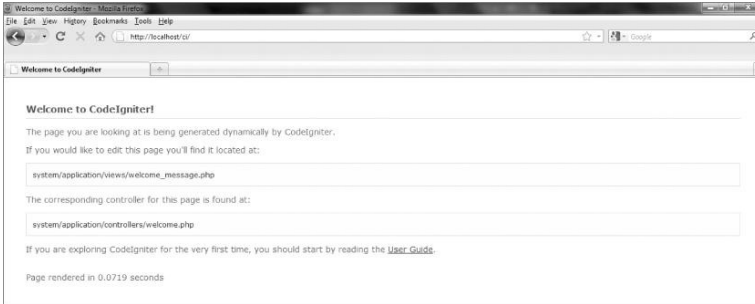 Welcome to CodeIgniter - Mozilla Firefox
File Edit View History Bookmarks Tools Help
http://localhost/ci/
Google
Welcome to CodeIgniter
Welcome to CodeIgniter!
The page you are looking at is being generated dynamically by CodeIgniter.
If you would like to edit this page you'll find it located at:
system/application/views/welcome_message.php
The corresponding controller for this page is found at:
system/application/controllers/welcome.php
If you are exploring CodeIgniter for the very first time, you should start by reading the User Guide.
Page rendered in 0.0719 seconds